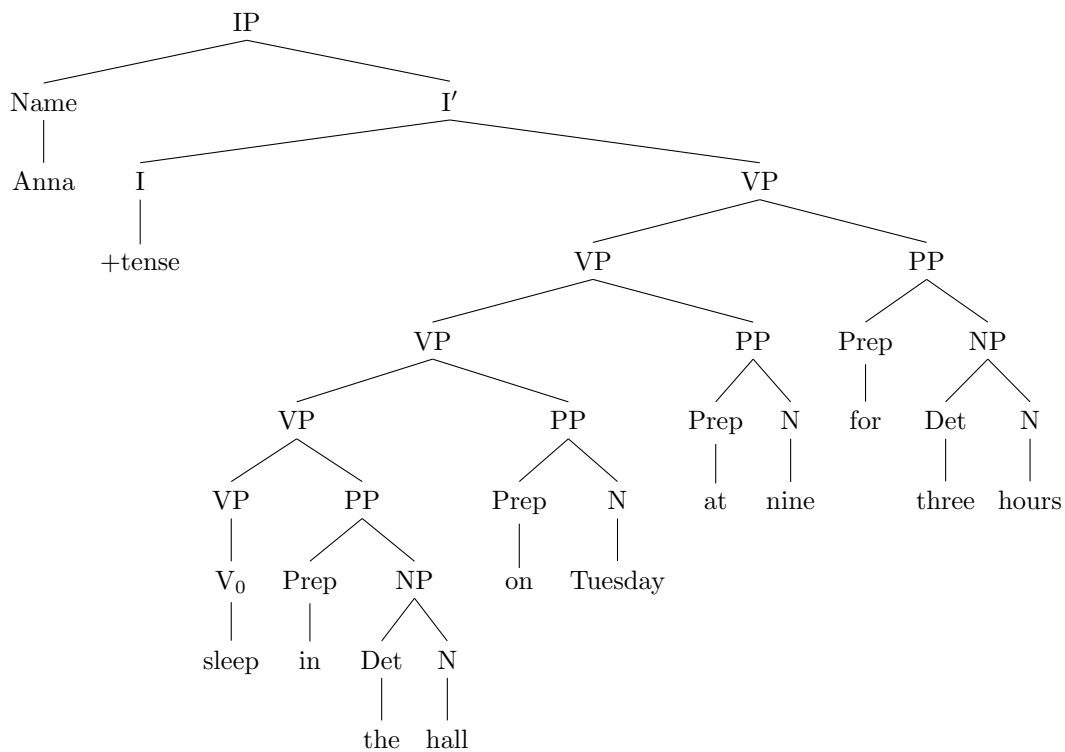 IP
Name I′
Anna I VP
+tense VP PP
VP PP Prep NP
VP PP Prep N for Det N
VP PP Prep N at nine three hours
V₀ Prep NP on Tuesday
sleep in Det N
the hall